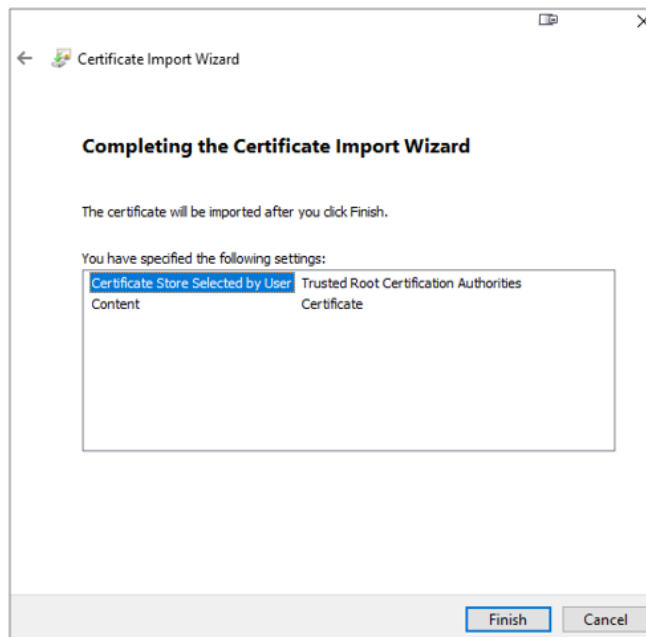 Certificate Import Wizard
Completing the Certificate Import Wizard
The certificate will be imported after you click Finish.
You have specified the following settings:
Certificate Store Selected by User Trusted Root Certification Authorities
Content Certificate
Finish Cancel